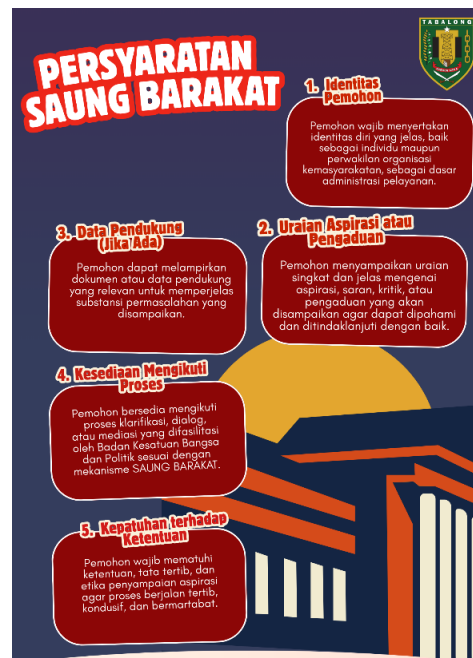 TABALONG
PERSYARATAN
SAUNG BARAKAT
1. Identitas
Pemohon
Pemohon wajib menyertakan
identitas diri yang jelas, baik
sebagai individu maupun
perwakilan organisasi
kemasyarakatan, sebagai dasar
administrasi pelayanan.
2. Uraian Aspirasi atau
Pengaduan
Pemohon menyampaikan uraian
singkat dan jelas mengenai
aspirasi, saran, kritik, atau
pengaduan yang akan
disampaikan agar dapat dipahami
dan ditindaklanjuti dengan baik.
3. Data Pendukung
(Jika Ada)
Pemohon dapat melampirkan
dokumen atau data pendukung
yang relevan untuk memperjelas
substansi permasalahan yang
disampaikan.
4. Kesediaan Mengikuti
Proses
Pemohon bersedia mengikuti
proses klarifikasi, dialog,
atau mediasi yang difasilitasi
oleh Badan Kesatuan Bangsa
dan Politik sesuai dengan
mekanisme SAUNG BARAKAT.
5. Kepatuhan terhadap
Ketentuan
Pemohon wajib mematuhi
ketentuan, tata tertib, dan
etika penyampaian aspirasi
agar proses berjalan tertib,
kondusif, dan bermartabat.